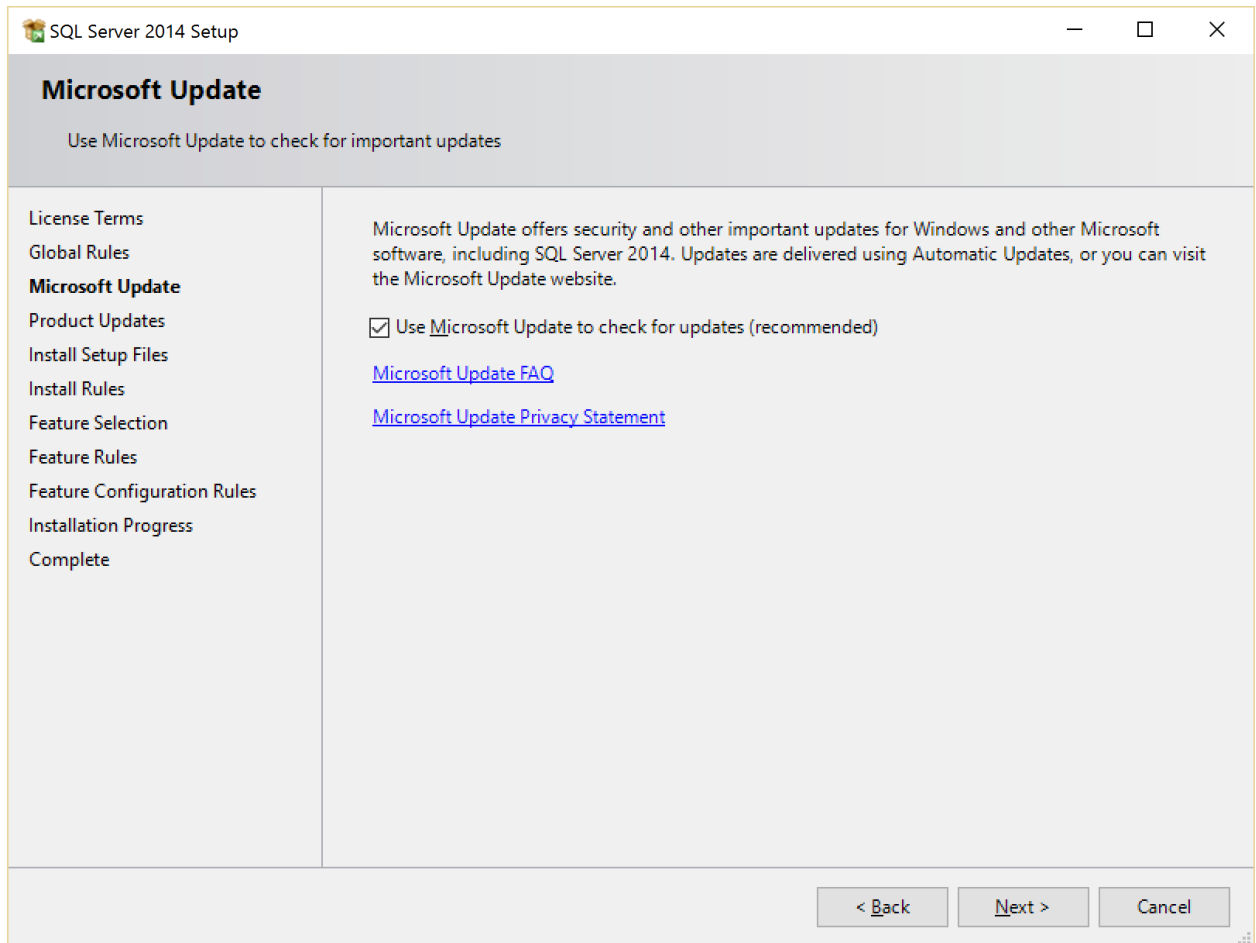 SQL Server 2014 Setup
Microsoft Update
Use Microsoft Update to check for important updates
License Terms
Global Rules
Microsoft Update
Product Updates
Install Setup Files
Install Rules
Feature Selection
Feature Rules
Feature Configuration Rules
Installation Progress
Complete
Microsoft Update offers security and other important updates for Windows and other Microsoft
software, including SQL Server 2014. Updates are delivered using Automatic Updates, or you can visit
the Microsoft Update website.
Use Microsoft Update to check for updates (recommended)
Microsoft Update FAQ
Microsoft Update Privacy Statement
< Back
Next >
Cancel